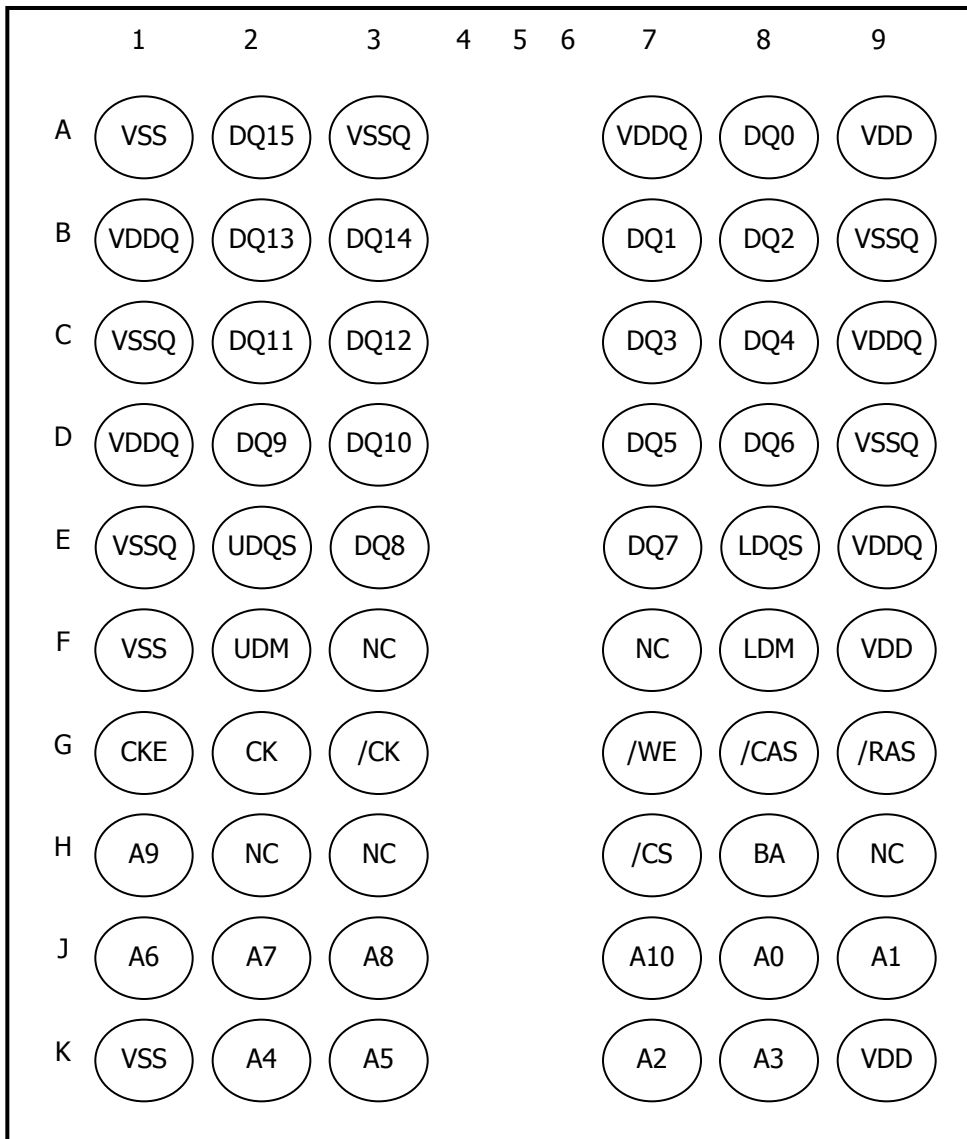 1 2 3 4 5 6 7 8 9
A VSS DQ15 VSSQ VDDQ DQ0 VDD
B VDDQ DQ13 DQ14 DQ1 DQ2 VSSQ
C VSSQ DQ11 DQ12 DQ3 DQ4 VDDQ
D VDDQ DQ9 DQ10 DQ5 DQ6 VSSQ
E VSSQ UDQS DQ8 DQ7 LDQS VDDQ
F VSS UDM NC NC LDM VDD
G CKE CK /CK /WE /CAS /RAS
H A9 NC NC /CS BA NC
J A6 A7 A8 A10 A0 A1
K VSS A4 A5 A2 A3 VDD